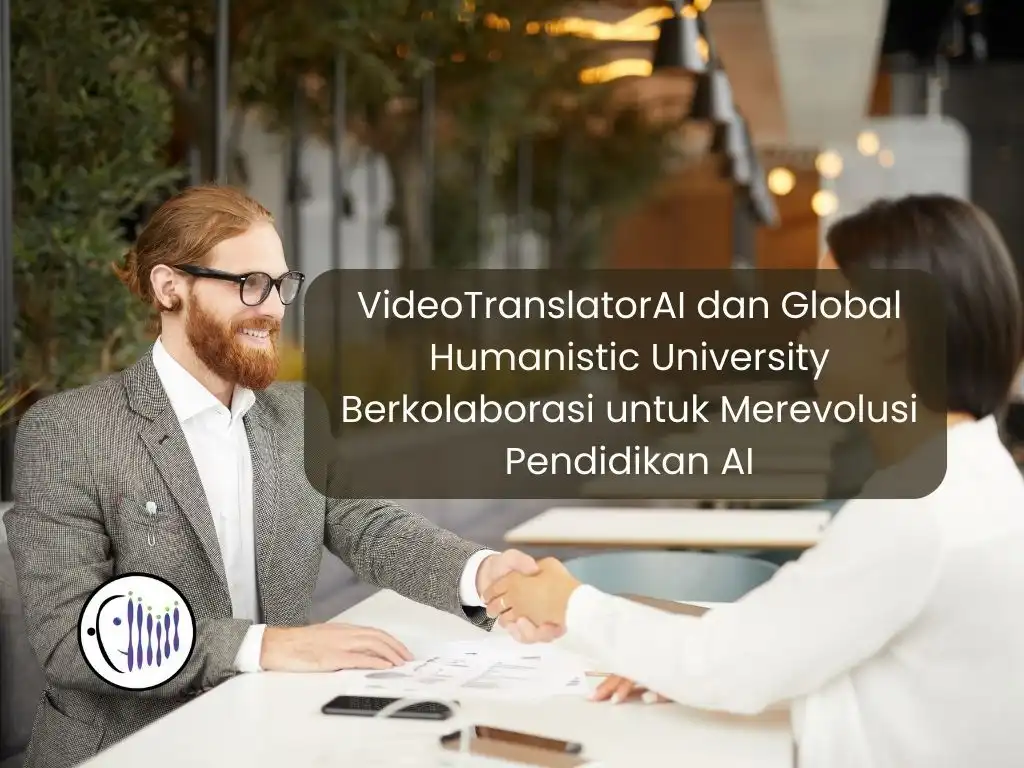 VideoTranslatorAI dan Global
Humanistic University
Berkolaborasi untuk Merevolusi
Pendidikan AI